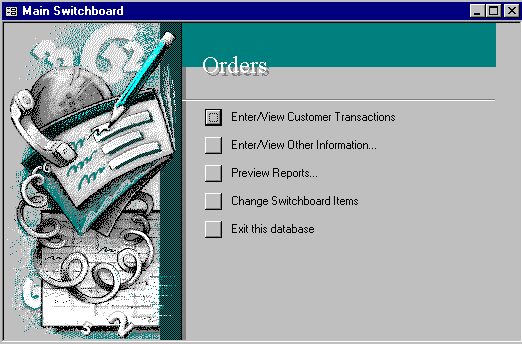 Main Switchboard
Orders
Enter/View Customer Transactions
Enter/View Other Information...
Preview Reports...
Change Switchboard Items
Exit this database